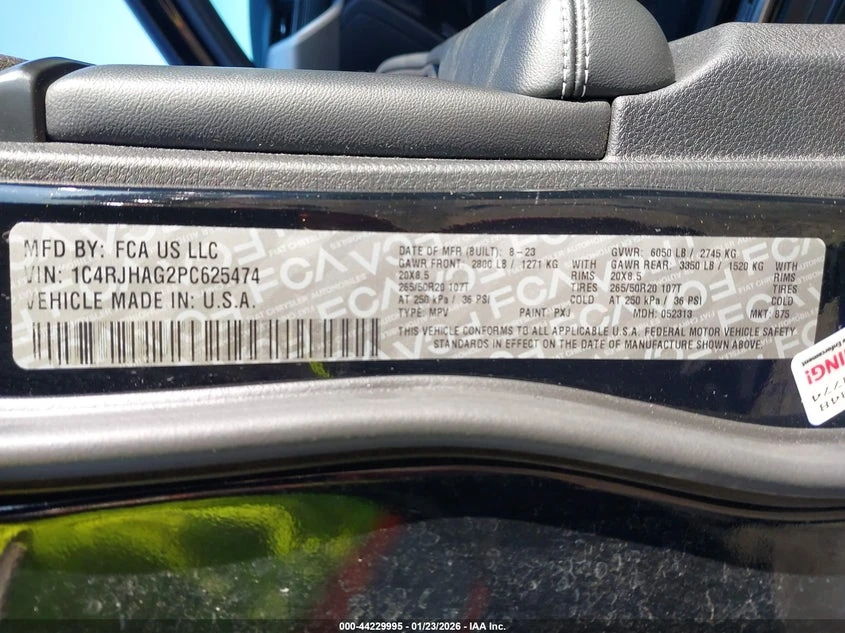 MFD BY: FCA US LLC
VIN: 1C4RJHAG2PC625474
VEHICLE MADE IN: U.S.A.
DATE OF MFR (BUILT): 8-23 GVWR: 6050 LB / 2745 KG
GAWR FRONT: 2800 LB / 1271 KG WITH GAWR REAR: 3350 LB / 1520 KG WITH
20X8.5 RIMS 20X8.5 RIMS
265/50R20 107T TIRES 265/50R20 107T TIRES
AT 250 kPa / 36 PSI COLD AT 250 kPa / 36 PSI COLD
TYPE: MPV PAINT: PXJ MDH: 052313 MKT: 875
THIS VEHICLE CONFORMS TO ALL APPLICABLE U.S.A. FEDERAL MOTOR VEHICLE SAFETY
STANDARDS IN EFFECT ON THE DATE OF MANUFACTURE SHOWN ABOVE.
000-44229995 - 01/23/2026 - IAA Inc.